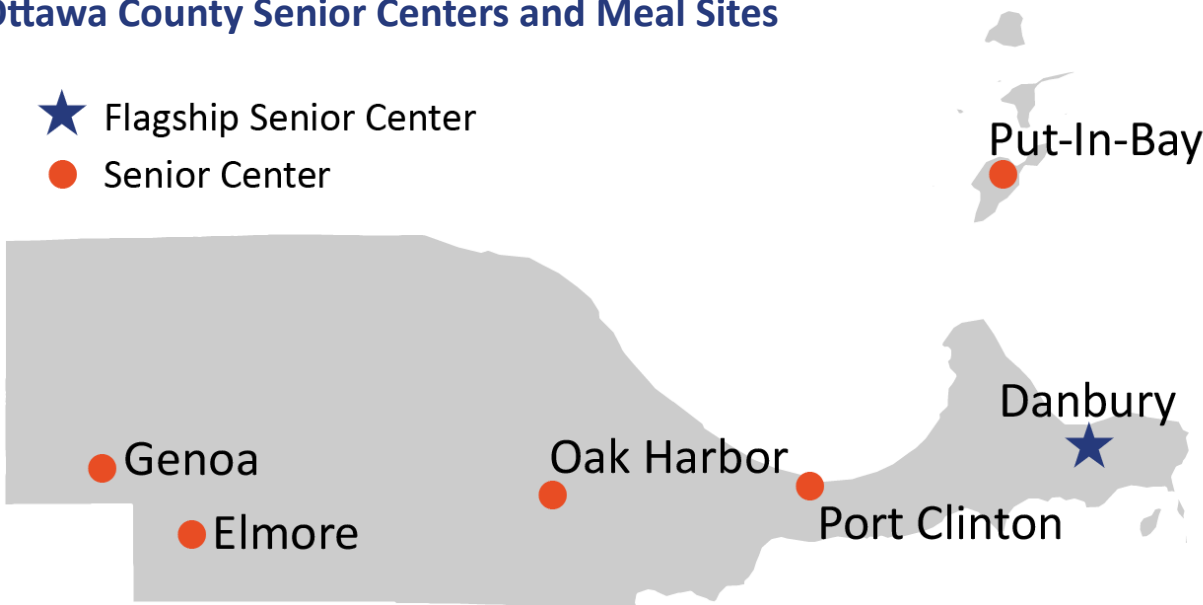 Ottawa County Senior Centers and Meal Sites
Flagship Senior Center
Senior Center
Put-In-Bay
Danbury
Genoa
Oak Harbor
Port Clinton
Elmore